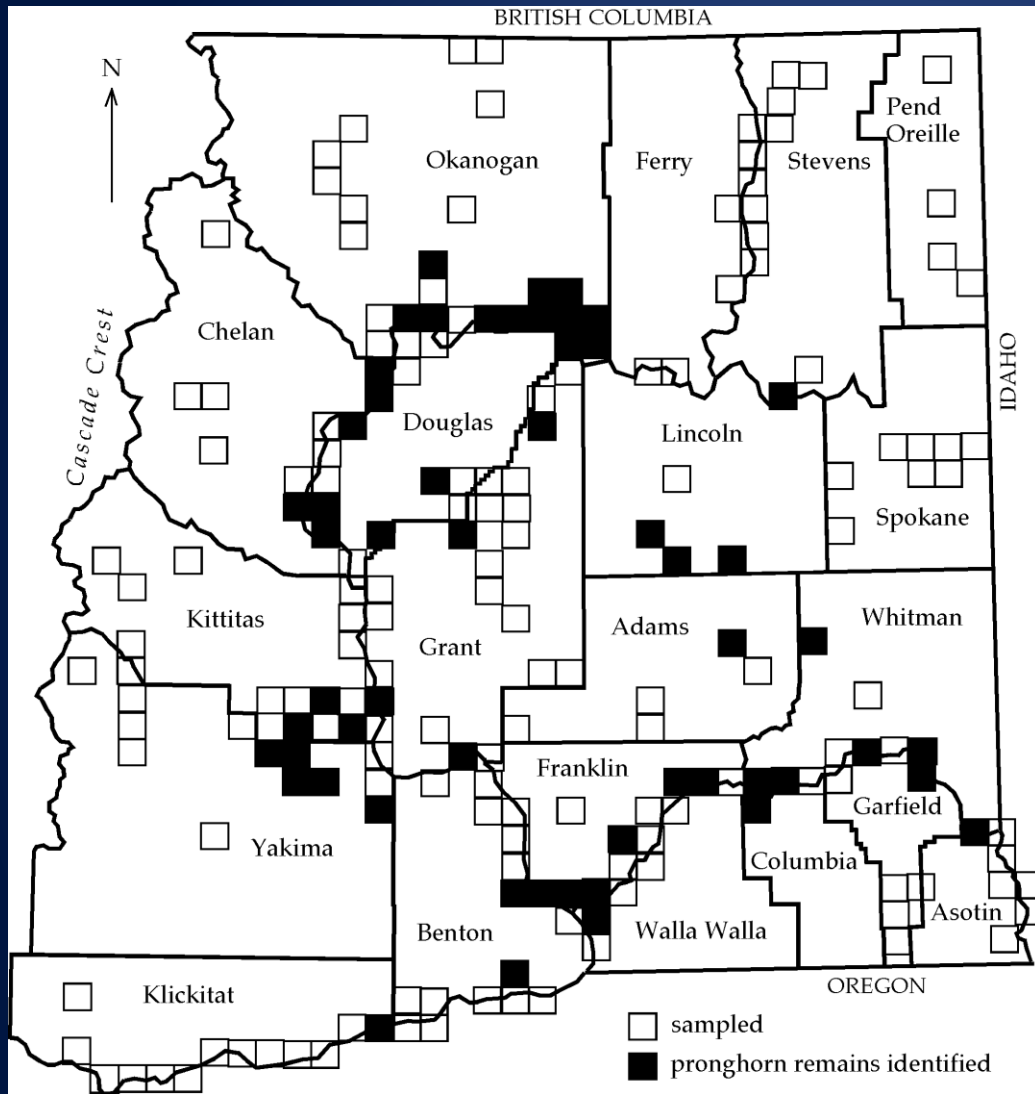 BRITISH COLUMBIA
N
Okanogan
Ferry
Stevens
Pend
Oreille
Chelan
Cascade Crest
Douglas
Lincoln
Spokane
IDAHO
Kittitas
Grant
Adams
Whitman
Yakima
Franklin
Garfield
Columbia
Benton
Walla Walla
Asotin
Klickitat
OREGON
sampled
pronghorn remains identified